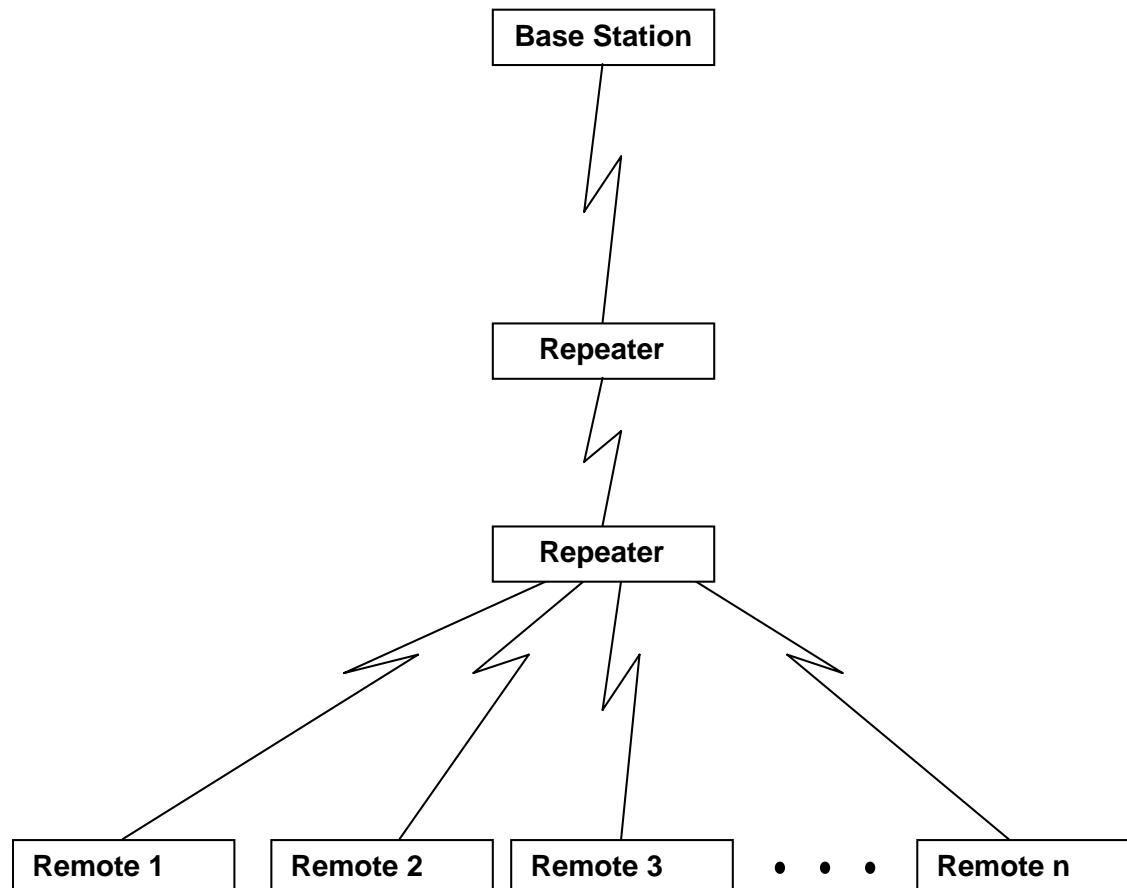 Base Station
Repeater
Repeater
Remote 1
Remote 2
Remote 3
• • •
Remote n